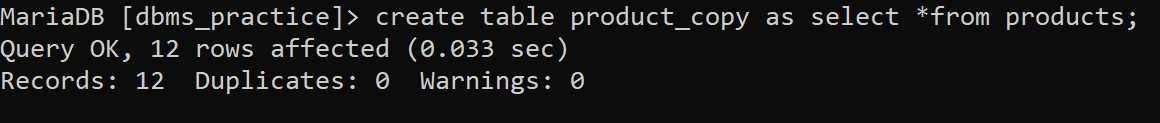 MariaDB [dbms_practice]> create table product_copy as select *from products;
Query OK, 12 rows affected (0.033 sec)
Records: 12  Duplicates: 0  Warnings: 0